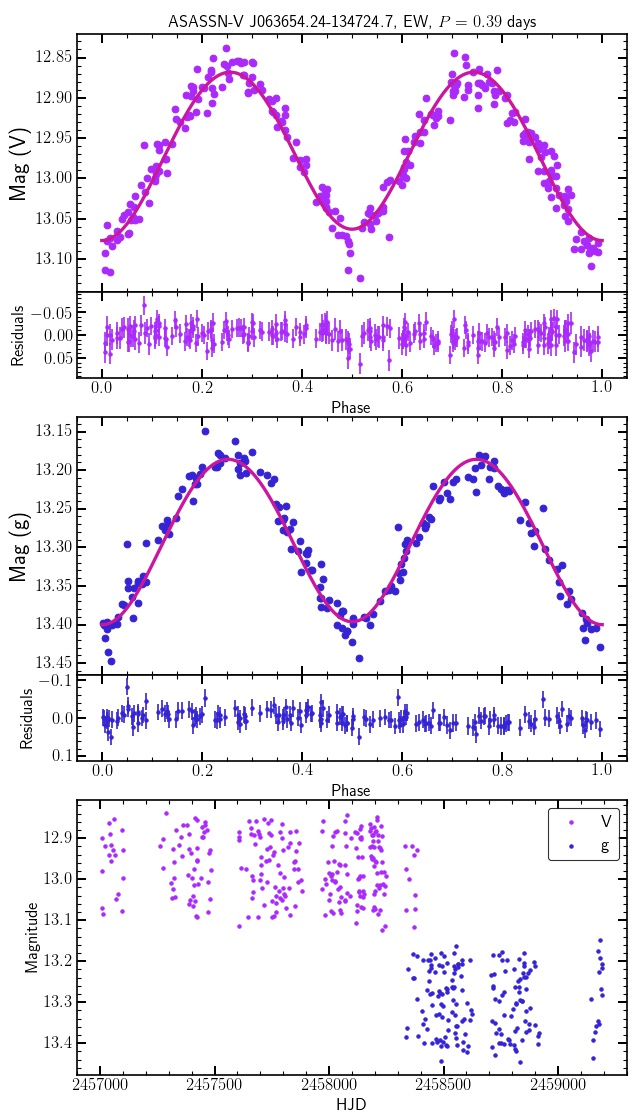 ASASSN-V J063654.24-134724.7, EW, P = 0.39 days
Mag (V)
12.85
12.90
12.95
13.00
13.05
13.10
Residuals
−0.05
0.00
0.05
0.0 0.2 0.4 0.6 0.8 1.0
Phase
Mag (g)
13.15
13.20
13.25
13.30
13.35
13.40
13.45
Residuals
−0.1
0.0
0.1
0.0 0.2 0.4 0.6 0.8 1.0
Phase
V
g
Magnitude
12.9
13.0
13.1
13.2
13.3
13.4
2457000 2457500 2458000 2458500 2459000
HJD